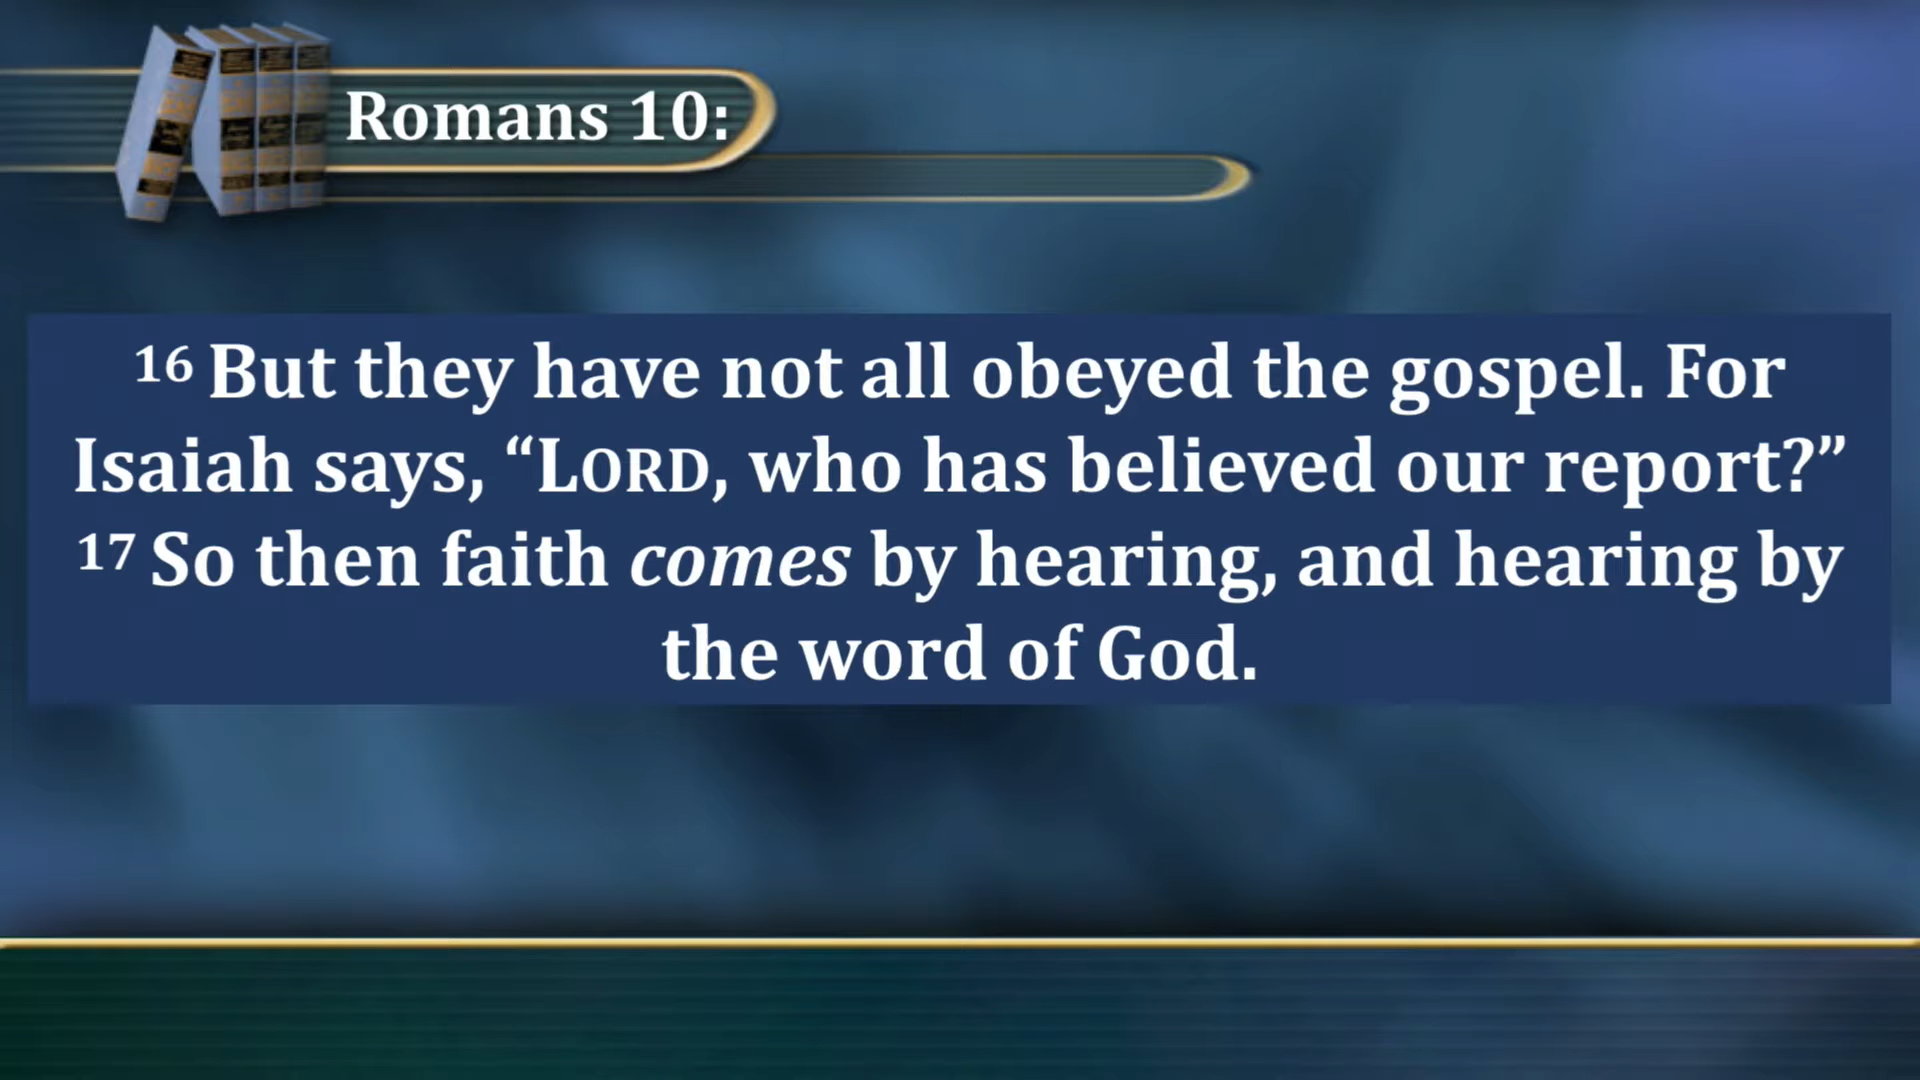 Romans 10:
16 But they have not all obeyed the gospel. For
Isaiah says, “LORD, who has believed our report?”
17 So then faith comes by hearing, and hearing by
the word of God.